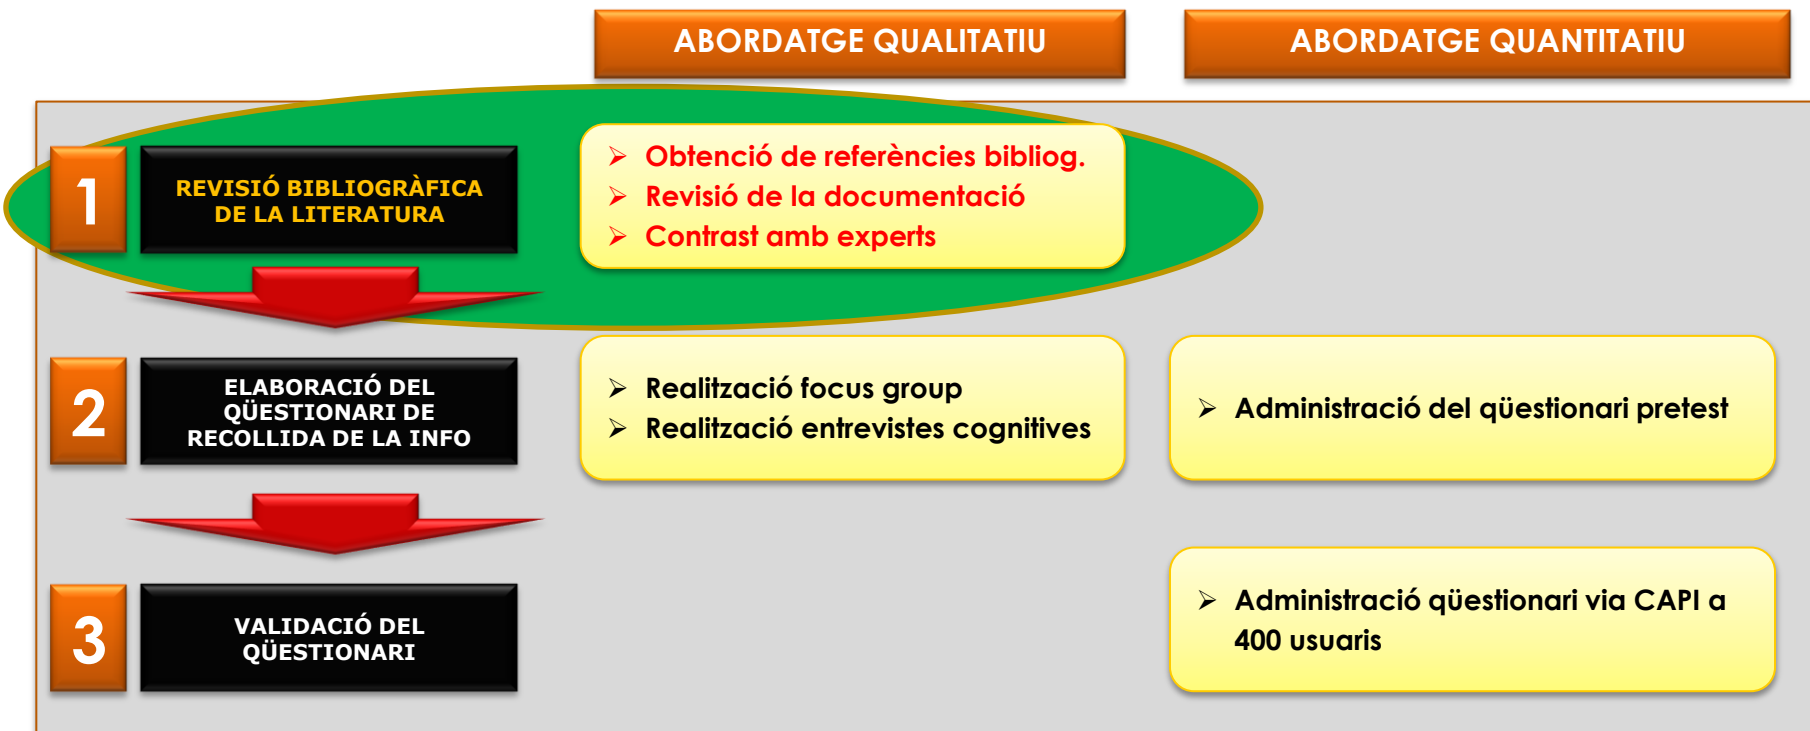 ABORDATGE QUALITATIU
ABORDATGE QUANTITATIU
1
REVISIÓ BIBLIOGRÀFICA
DE LA LITERATURA
➢ Obtenció de referències bibliog.
➢ Revisió de la documentació
➢ Contrast amb experts
2
ELABORACIÓ DEL
QÜESTIONARI DE
RECOLLIDA DE LA INFO
➢ Realització focus group
➢ Realització entrevistes cognitives
➢ Administració del qüestionari pretest
3
VALIDACIÓ DEL
QÜESTIONARI
➢ Administració qüestionari via CAPI a
400 usuaris